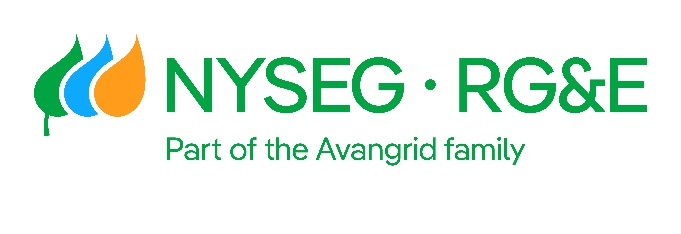 NYSEG · RG&E
Part of the Avangrid family